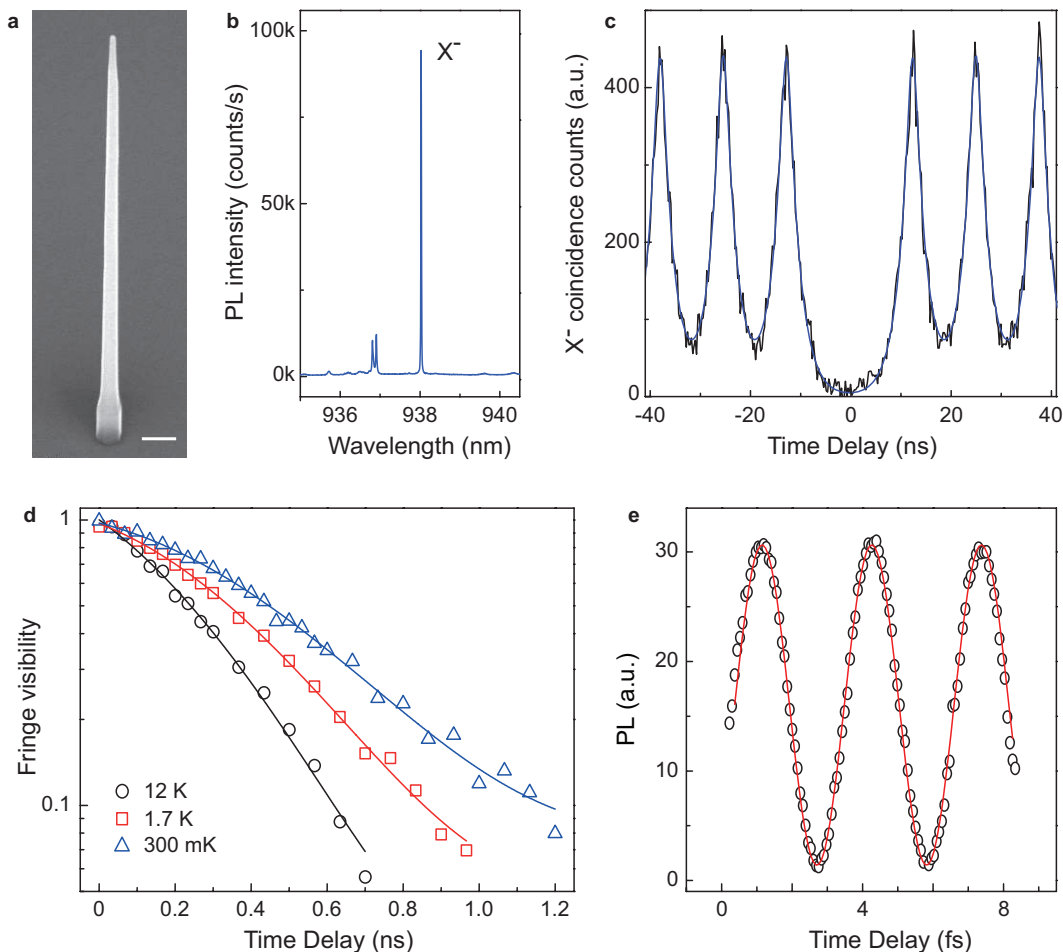 a
b
100k
50k
0k
X⁻
PL intensity (counts/s)
936
938
940
Wavelength (nm)
c
400
200
0
X⁻ coincidence counts (a.u.)
-40
-20
0
20
40
Time Delay (ns)
d
1
0.1
Fringe visibility
12 K
1.7 K
300 mK
0
0.2
0.4
0.6
0.8
1.0
1.2
Time Delay (ns)
e
30
20
10
0
PL (a.u.)
0
4
8
Time Delay (fs)